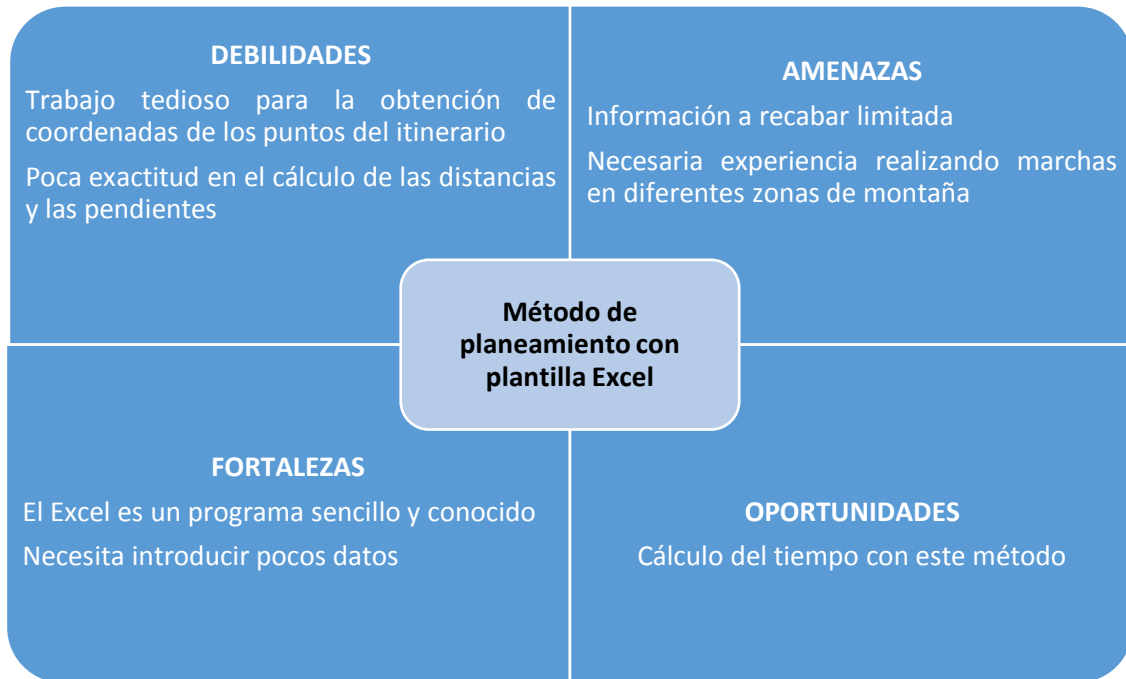 DEBILIDADES
Trabajo tedioso para la obtención de
coordenadas de los puntos del itinerario
Poca exactitud en el cálculo de las distancias
y las pendientes
AMENAZAS
Información a recabar limitada
Necesaria experiencia realizando marchas
en diferentes zonas de montaña
Método de
planeamiento con
plantilla Excel
FORTALEZAS
El Excel es un programa sencillo y conocido
Necesita introducir pocos datos
OPORTUNIDADES
Cálculo del tiempo con este método